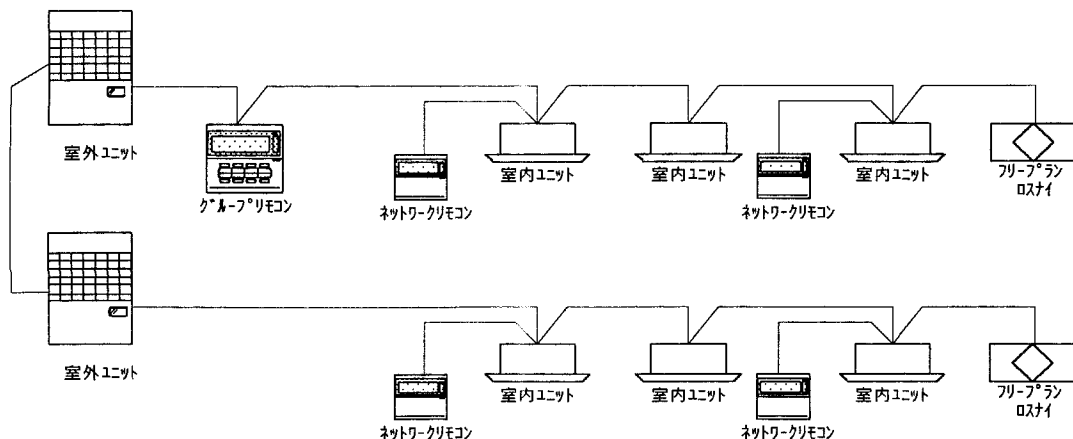 室外ユニット
グループリモコン
ネットワークリモコン
室内ユニット
室内ユニット
ネットワークリモコン
室内ユニット
フリープラン
ロスナイ
室外ユニット
ネットワークリモコン
室内ユニット
室内ユニット
ネットワークリモコン
室内ユニット
フリープラン
ロスナイ